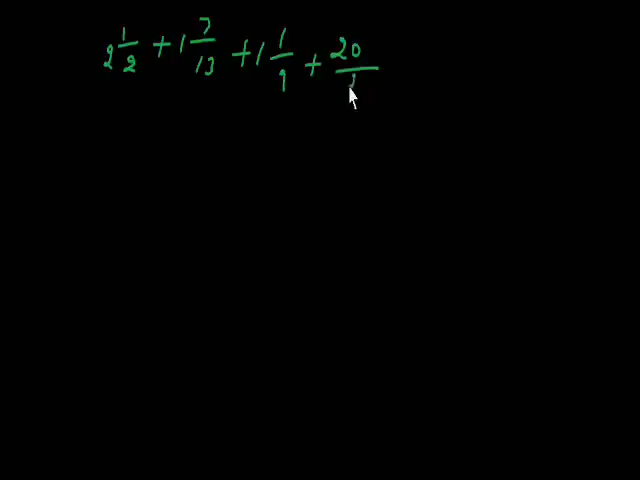 2 1/2 + 1 7/13 + 1 1/9 + 20/